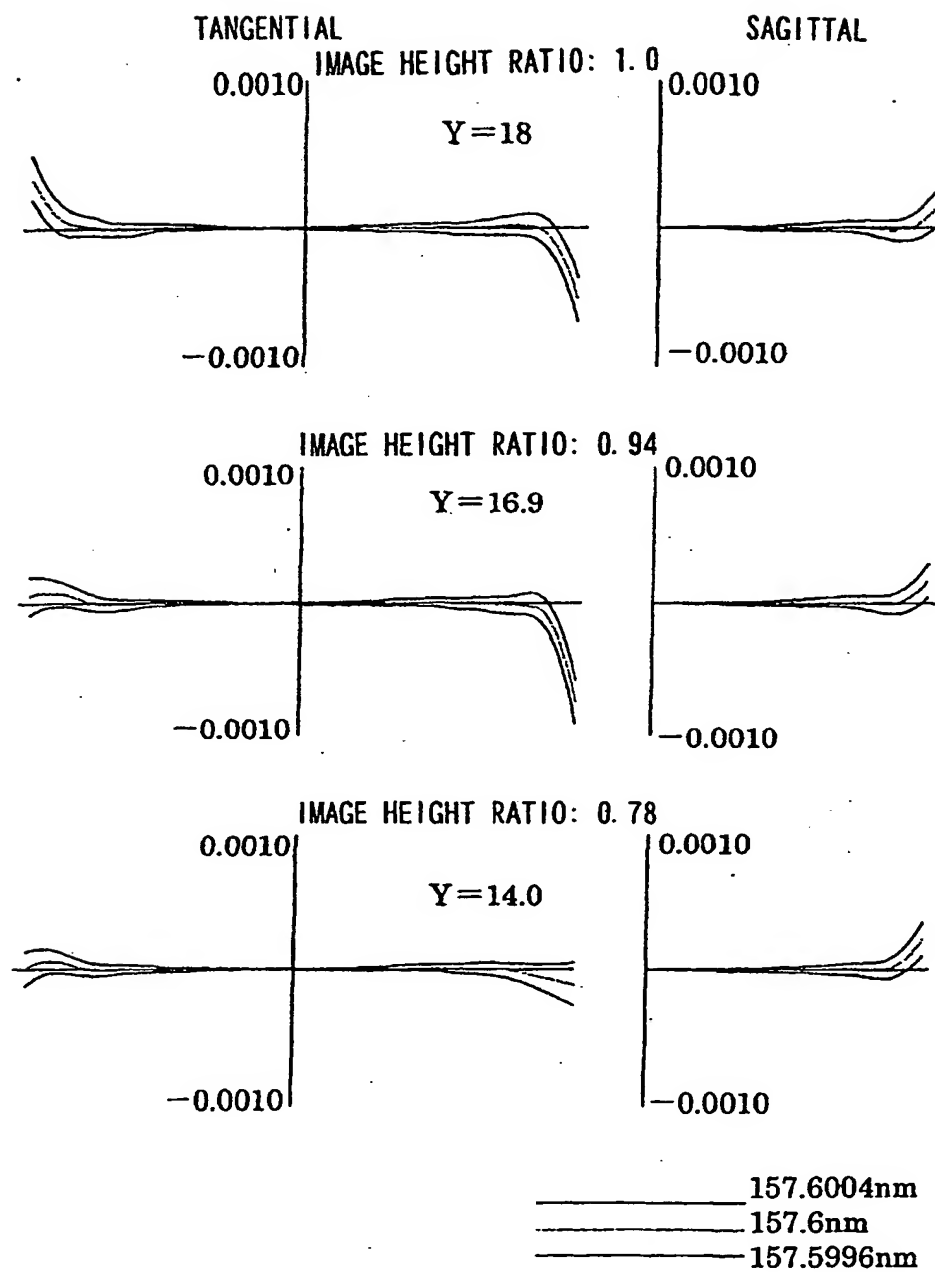 TANGENTIAL SAGITTAL
IMAGE HEIGHT RATIO: 1.0
0.0010 0.0010
Y=18
−0.0010 −0.0010
IMAGE HEIGHT RATIO: 0.94
0.0010 0.0010
Y=16.9
−0.0010 −0.0010
IMAGE HEIGHT RATIO: 0.78
0.0010 0.0010
Y=14.0
−0.0010 −0.0010
157.6004nm
157.6nm
157.5996nm